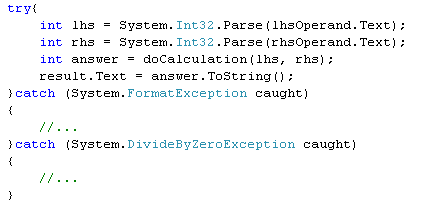 try{
    int lhs = System.Int32.Parse(lhsOperand.Text);
    int rhs = System.Int32.Parse(rhsOperand.Text);
    int answer = doCalculation(lhs, rhs);
    result.Text = answer.ToString();
}catch (System.FormatException caught)
{
    //...
}catch (System.DivideByZeroException caught)
{
    //...
}